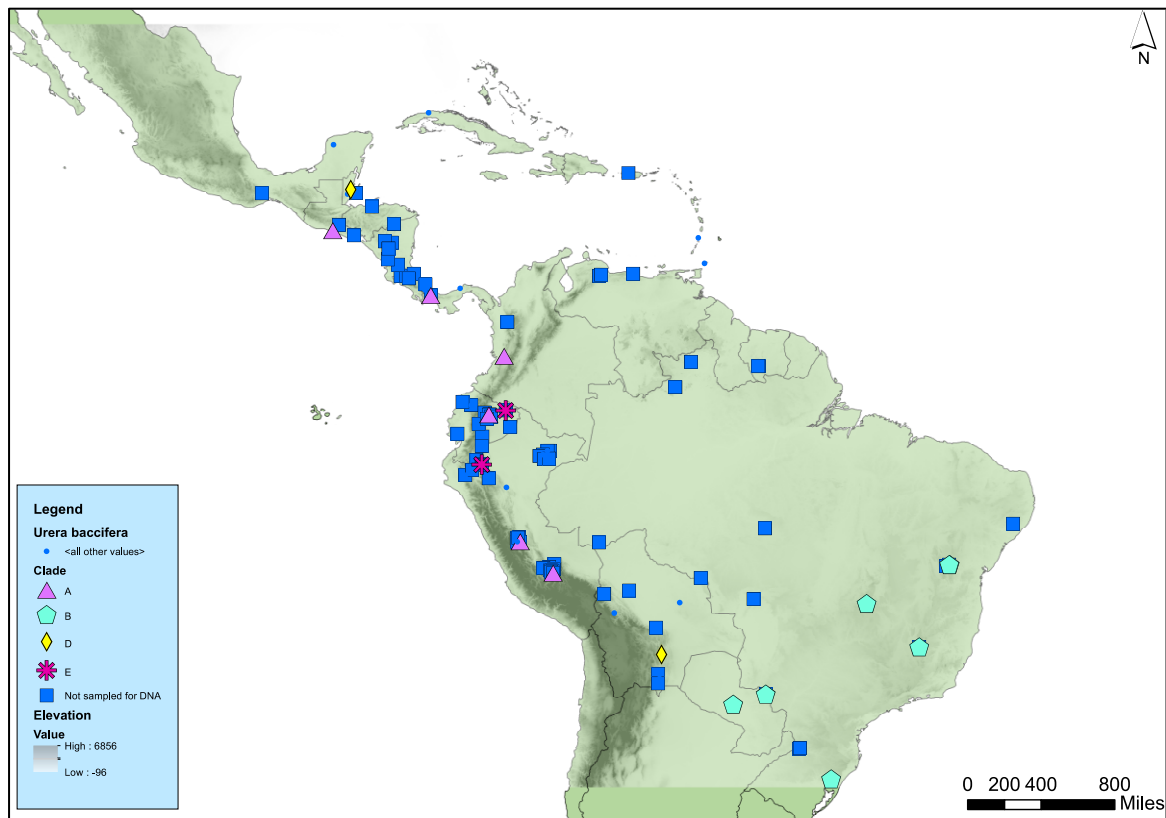 N
Legend
Urera baccifera
<all other values>
Clade
A
B
D
E
Not sampled for DNA
Elevation
Value
High : 6856
Low : -96
0 200 400 800
Miles